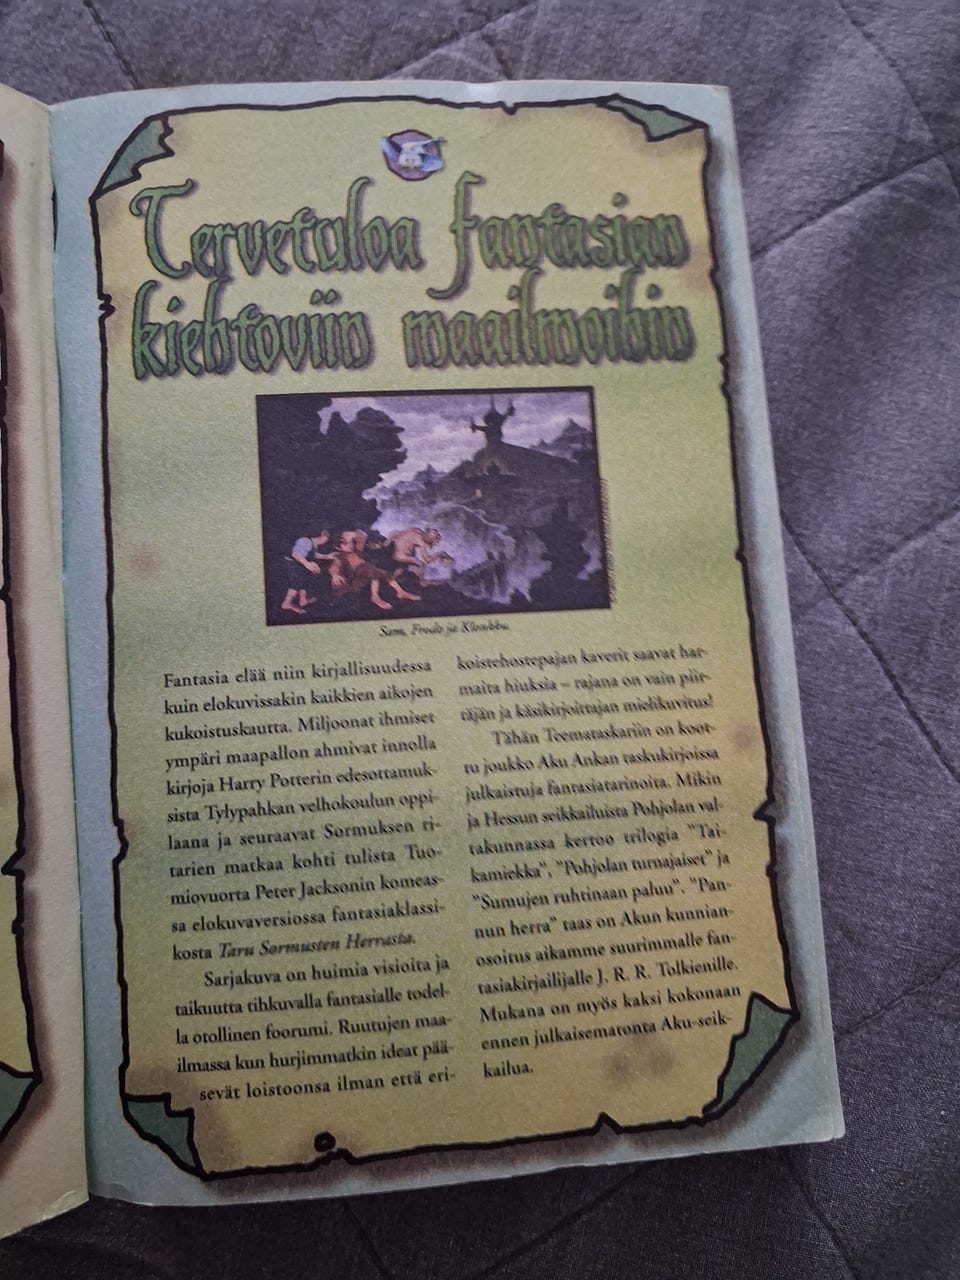 Tervetuloa fantasian
kiehtoviin maailmoihin
Sam, Frodo ja Klonkku.
Fantasia elää niin kirjallisuudessa
kuin elokuvissakin kaikkien aikojen
kukoistuskautta. Miljoonat ihmiset
ympäri maapallon ahmivat innolla
kirjoja Harry Potterin edesottamuk-
sista Tylypahkan velhokoulun oppi-
laana ja seuraavat Sormuksen ri-
tarien matkaa kohti tulista Tuo-
miovuorta Peter Jacksonin komeas-
sa elokuvaversiossa fantasiaklassi-
kosta Taru Sormusten Herrasta.
Sarjakuva on huimia visioita ja
taikuutta tihkuvalla fantasialle todel-
la otollinen foorumi. Ruutujen maa-
ilmassa kun hurjimmatkin ideat pää-
sevät loistoonsa ilman että eri-
koistehostepajan kaverit saavat har-
maita hiuksia – rajana on vain piir-
täjän ja käsikirjoittajan mielikuvitus!
Tähän Teemataskariin on koot-
tu joukko Aku Ankan taskukirjoissa
julkaistuja fantasiatarinoita. Mikin
ja Hessun seikkailuista Pohjolan val-
takunnassa kertoo trilogia "Tai-
kamiekka", "Pohjolan turnajaiset" ja
"Sumujen ruhtinaan paluu". "Pan-
nun herra" taas on Akun kunnian-
osoitus aikamme suurimmalle fan-
tasiakirjailijalle J. R. R. Tolkienille.
Mukana on myös kaksi kokonaan
ennen julkaisematonta Aku-seik-
kailua.